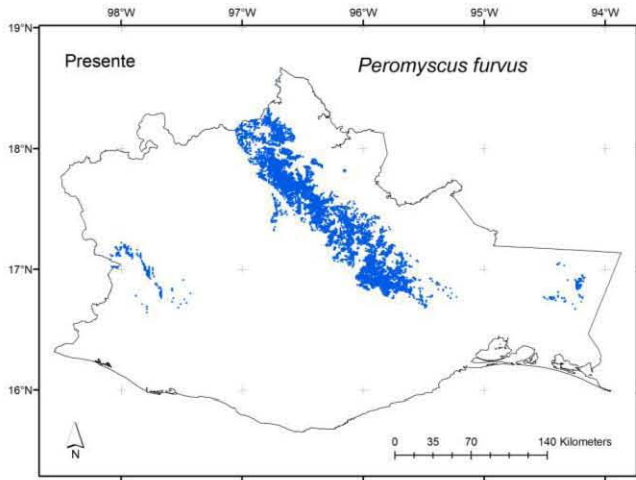 98°W 97°W 96°W 95°W 94°W
19°N
Presente Peromyscus furvus
18°N
17°N
16°N
N
0 35 70 140 Kilometers